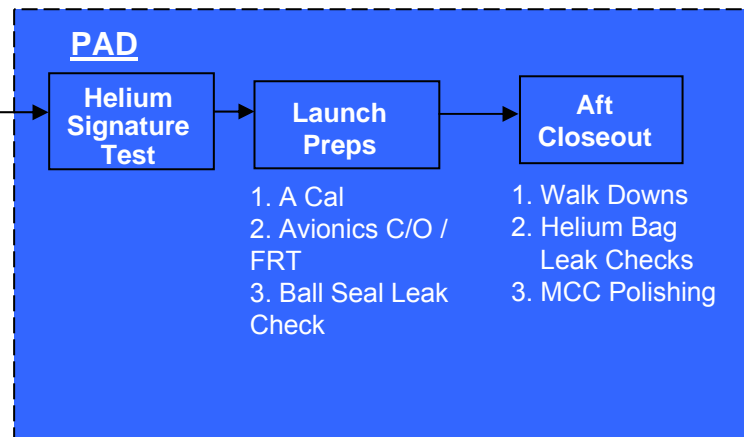 PAD
Helium
Signature
Test
Launch
Preps
1. A Cal
2. Avionics C/O /
FRT
3. Ball Seal Leak
Check
Aft
Closeout
1. Walk Downs
2. Helium Bag
Leak Checks
3. MCC Polishing